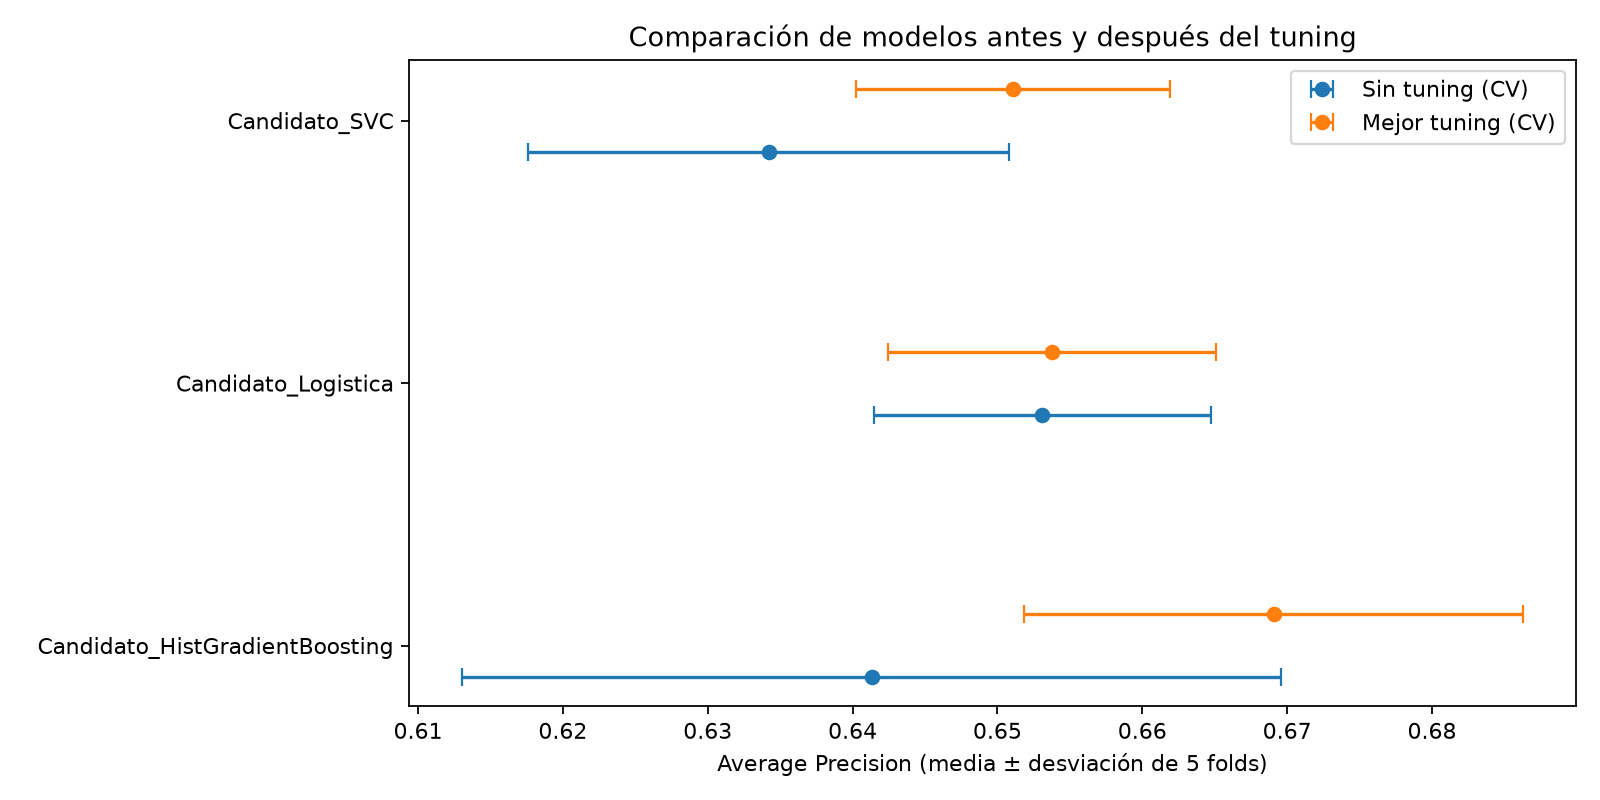 Comparación de modelos antes y después del tuning
Sin tuning (CV)
Mejor tuning (CV)
Candidato_SVC
Candidato_Logistica
Candidato_HistGradientBoosting
0.61 0.62 0.63 0.64 0.65 0.66 0.67 0.68
Average Precision (media ± desviación de 5 folds)